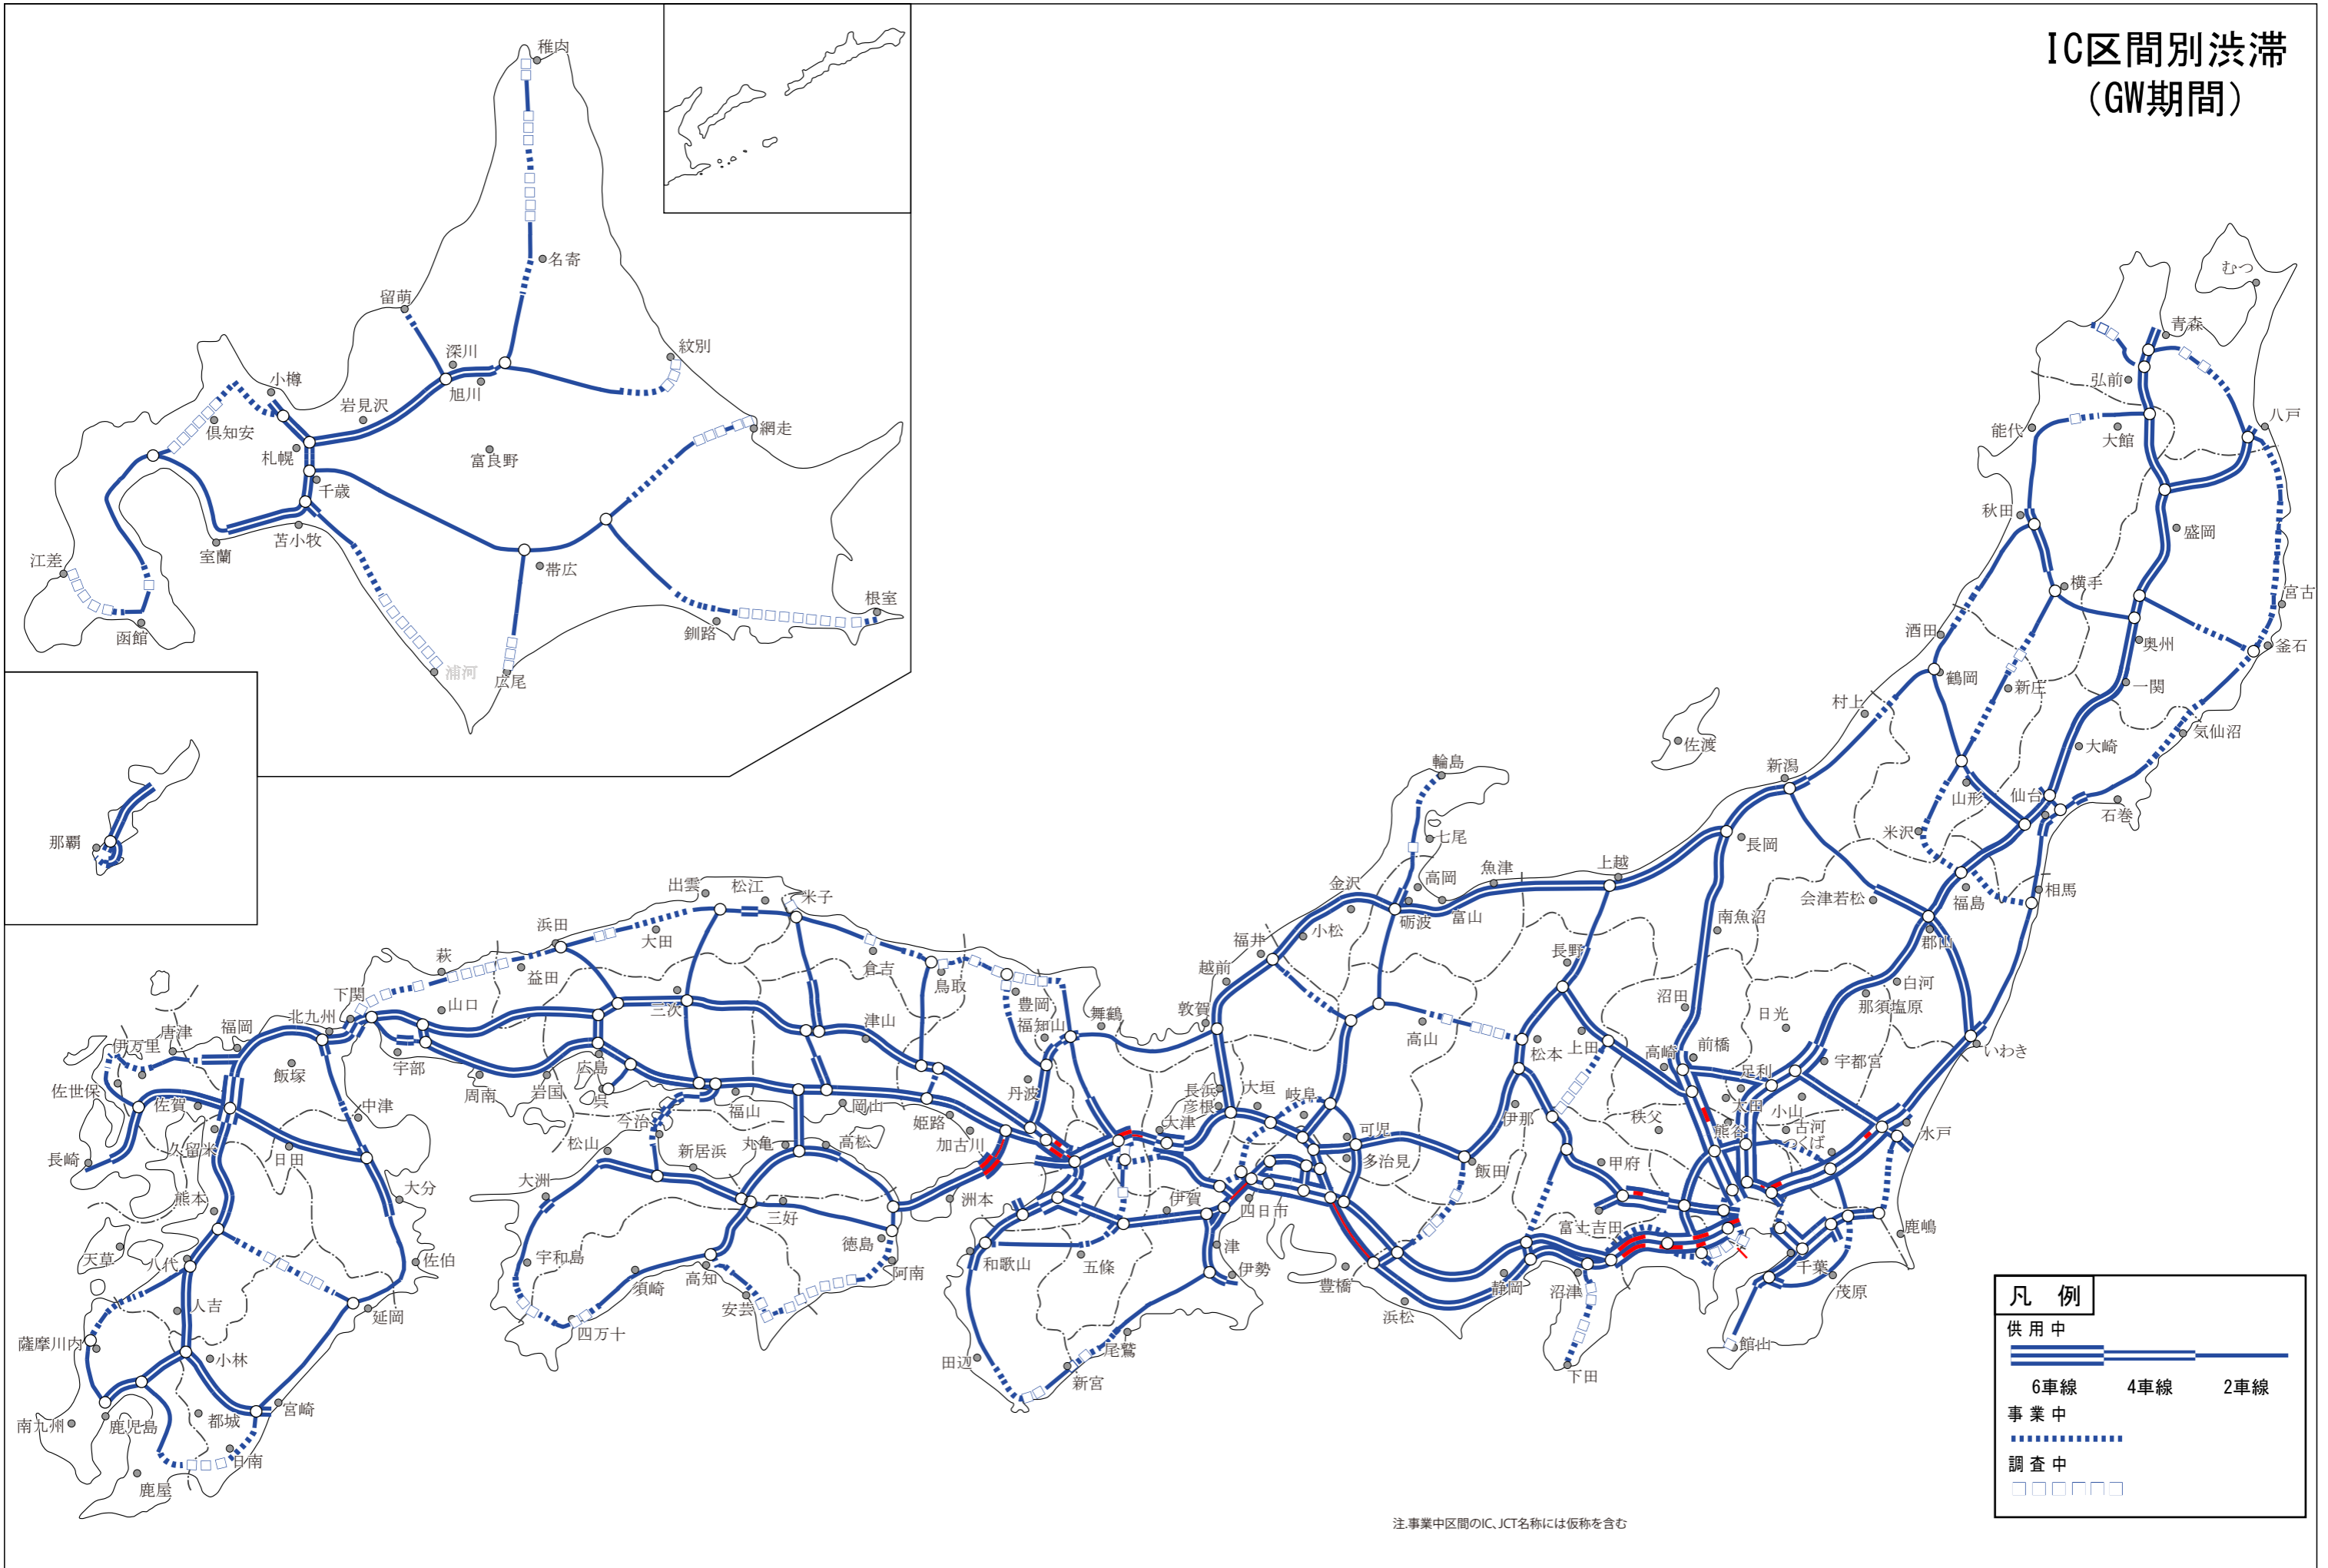 IC区間別渋滞
(GW期間)
稚内
名寄
留萌
紋別
深川
旭川
小樽
岩見沢
倶知安
札幌
富良野
網走
千歳
苫小牧
室蘭
江差
函館
帯広
釧路
根室
浦河
広尾
那覇
むつ
青森
弘前
八戸
能代
大館
秋田
盛岡
横手
宮古
酒田
奥州
釜石
鶴岡
新庄
一関
村上
気仙沼
佐渡
大崎
新潟
輪島
山形
仙台
石巻
米沢
長岡
七尾
上越
魚津
高岡
金沢
相馬
会津若松
福島
砺波
富山
南魚沼
小松
福井
郡山
出雲
松江
米子
浜田
大田
長野
越前
白河
倉吉
鳥取
萩
益田
沼田
那須塩原
日光
下関
山口
三次
豊岡
舞鶴
敦賀
津山
福知山
高山
松本
上田
高崎
前橋
いわき
北九州
福岡
唐津
伊万里
宇部
広島
宇都宮
足利
飯塚
佐世保
周南
岩国
呉
丹波
長浜
彦根
大垣
岐阜
佐賀
中津
福山
岡山
伊那
秩父
太田
小山
今治
姫路
大津
古河
熊谷
水戸
久留米
日田
松山
新居浜
丸亀
高松
加古川
可児
つくば
長崎
多治見
飯田
甲府
大洲
大分
熊本
三好
洲本
伊賀
四日市
富士吉田
鹿嶋
天草
徳島
津
八代
宇和島
佐伯
和歌山
五條
阿南
伊勢
豊橋
静岡
沼津
千葉
茂原
須崎
高知
安芸
人吉
延岡
四万十
浜松
薩摩川内
小林
田辺
尾鷲
館山
下田
新宮
宮崎
南九州
鹿児島
都城
日南
鹿屋
凡 例
供用中
6車線
4車線
2車線
事業中
調査中
注.事業中区間のIC、JCT名称には仮称を含む